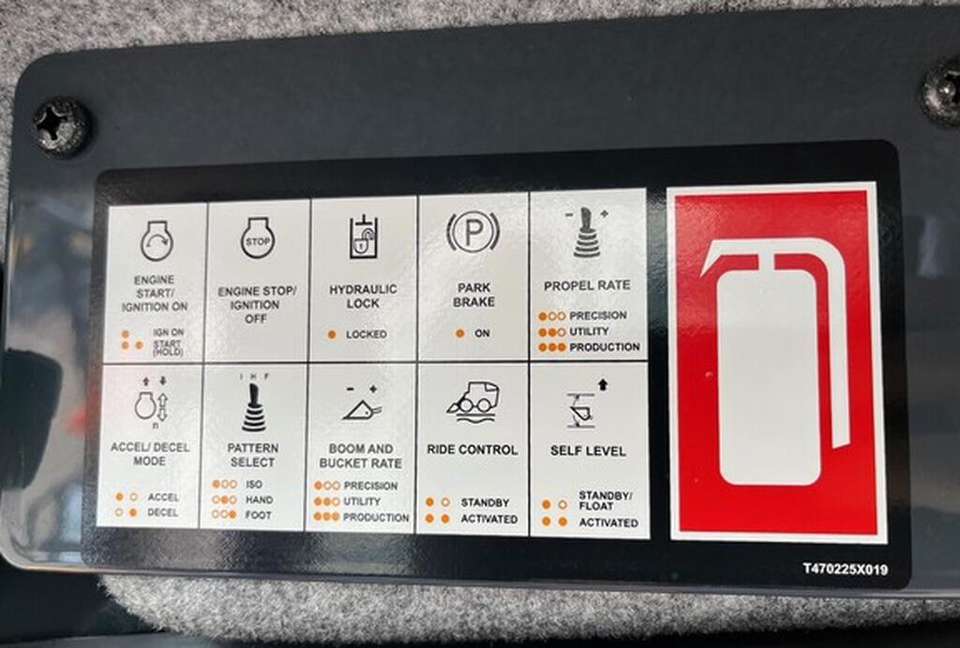 ENGINE
START/
IGNITION ON
IGN ON
START
(HOLD)
STOP
ENGINE STOP/
IGNITION
OFF
HYDRAULIC
LOCK
LOCKED
P
PARK
BRAKE
ON
- +
PROPEL RATE
PRECISION
UTILITY
PRODUCTION
n
ACCEL/ DECEL
MODE
ACCEL
DECEL
I H F
PATTERN
SELECT
ISO
HAND
FOOT
- +
BOOM AND
BUCKET RATE
PRECISION
UTILITY
PRODUCTION
RIDE CONTROL
STANDBY
ACTIVATED
SELF LEVEL
STANDBY/
FLOAT
ACTIVATED
T470225X019